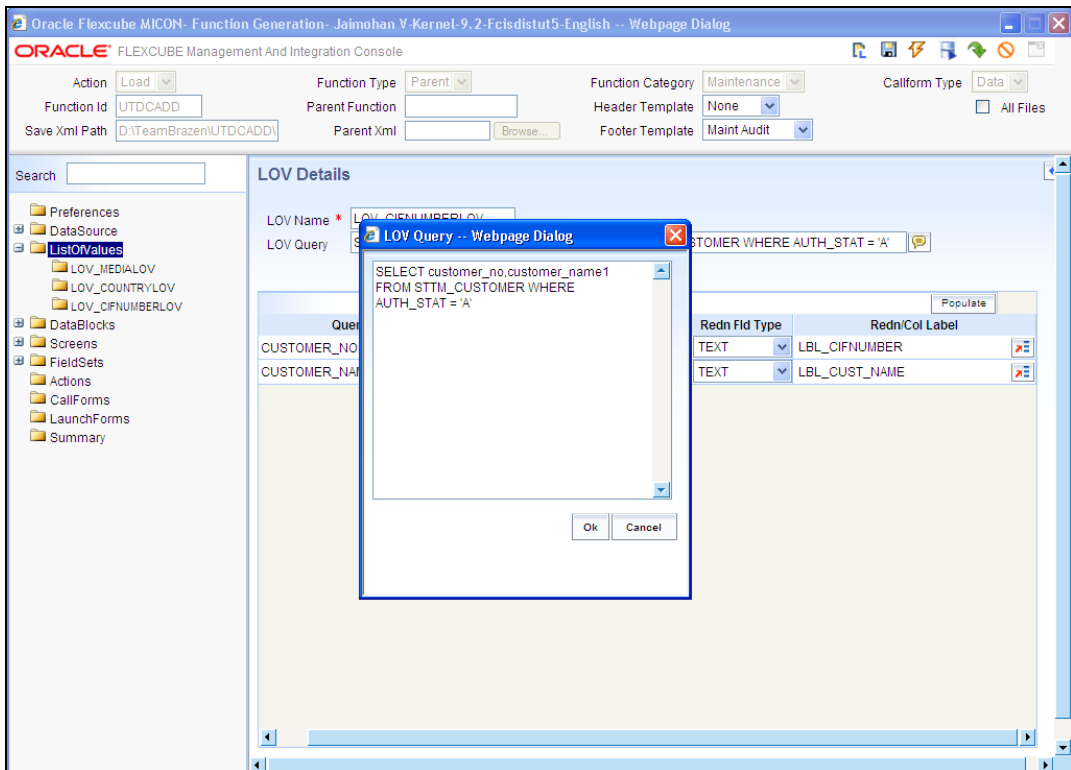 Oracle Flexcube MICON- Function Generation- Jaimohan V-Kernel-9.2-Fcisdistut5-English -- Webpage Dialog
ORACLE FLEXCUBE Management And Integration Console
Action Load Function Type Parent Function Category Maintenance Callform Type Data
Function Id UTDCADD Parent Function Header Template None All Files
Save Xml Path D:\TeamBrazen\UTDCADD\ Parent Xml Browse... Footer Template Maint Audit
Search
Preferences
DataSource
ListOfValues
LOV_MEDIALOV
LOV_COUNTRYLOV
LOV_CIFNUMBERLOV
DataBlocks
Screens
FieldSets
Actions
CallForms
LaunchForms
Summary
LOV Details
LOV Name * LOV_CIFNUMBERLOV
LOV Query S STOMER WHERE AUTH_STAT = 'A'
Populate
Quer Redn Fld Type Redn/Col Label
CUSTOMER_NO TEXT LBL_CIFNUMBER
CUSTOMER_NAM TEXT LBL_CUST_NAME
LOV Query -- Webpage Dialog
SELECT customer_no,customer_name1
FROM STTM_CUSTOMER WHERE
AUTH_STAT = 'A'
Ok Cancel